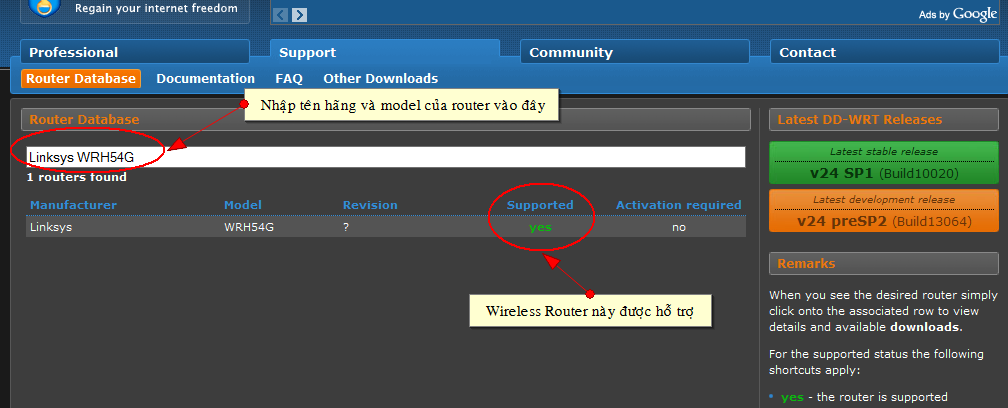 Regain your internet freedom
Ads by Google
Professional
Support
Community
Contact
Router Database
Documentation
FAQ
Other Downloads
Nhập tên hãng và model của router vào đây
Router Database
Linksys WRH54G
1 routers found
Manufacturer Model Revision Supported Activation required
Linksys WRH54G ? yes no
Wireless Router này được hỗ trợ
Latest DD-WRT Releases
Latest stable release
v24 SP1 (Build10020)
Latest development release
v24 preSP2 (Build13064)
Remarks
When you see the desired router simply
click onto the associated row to view
details and available downloads.
For the supported status the following
shortcuts apply:
yes - the router is supported